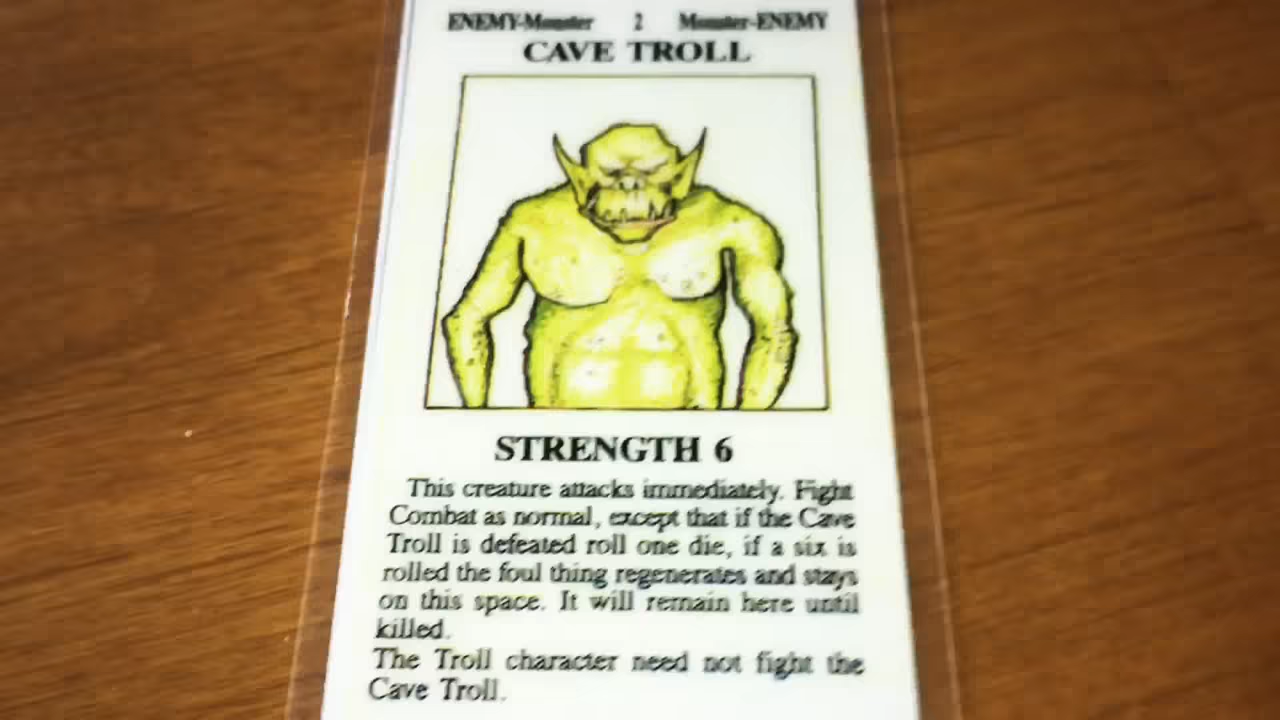 ENEMY-Monster 2 Monster-ENEMY
CAVE TROLL
STRENGTH 6
This creature attacks immediately. Fight
Combat as normal, except that if the Cave
Troll is defeated roll one die, if a six is
rolled the foul thing regenerates and stays
on this space. It will remain here until
killed.
The Troll character need not fight the
Cave Troll.